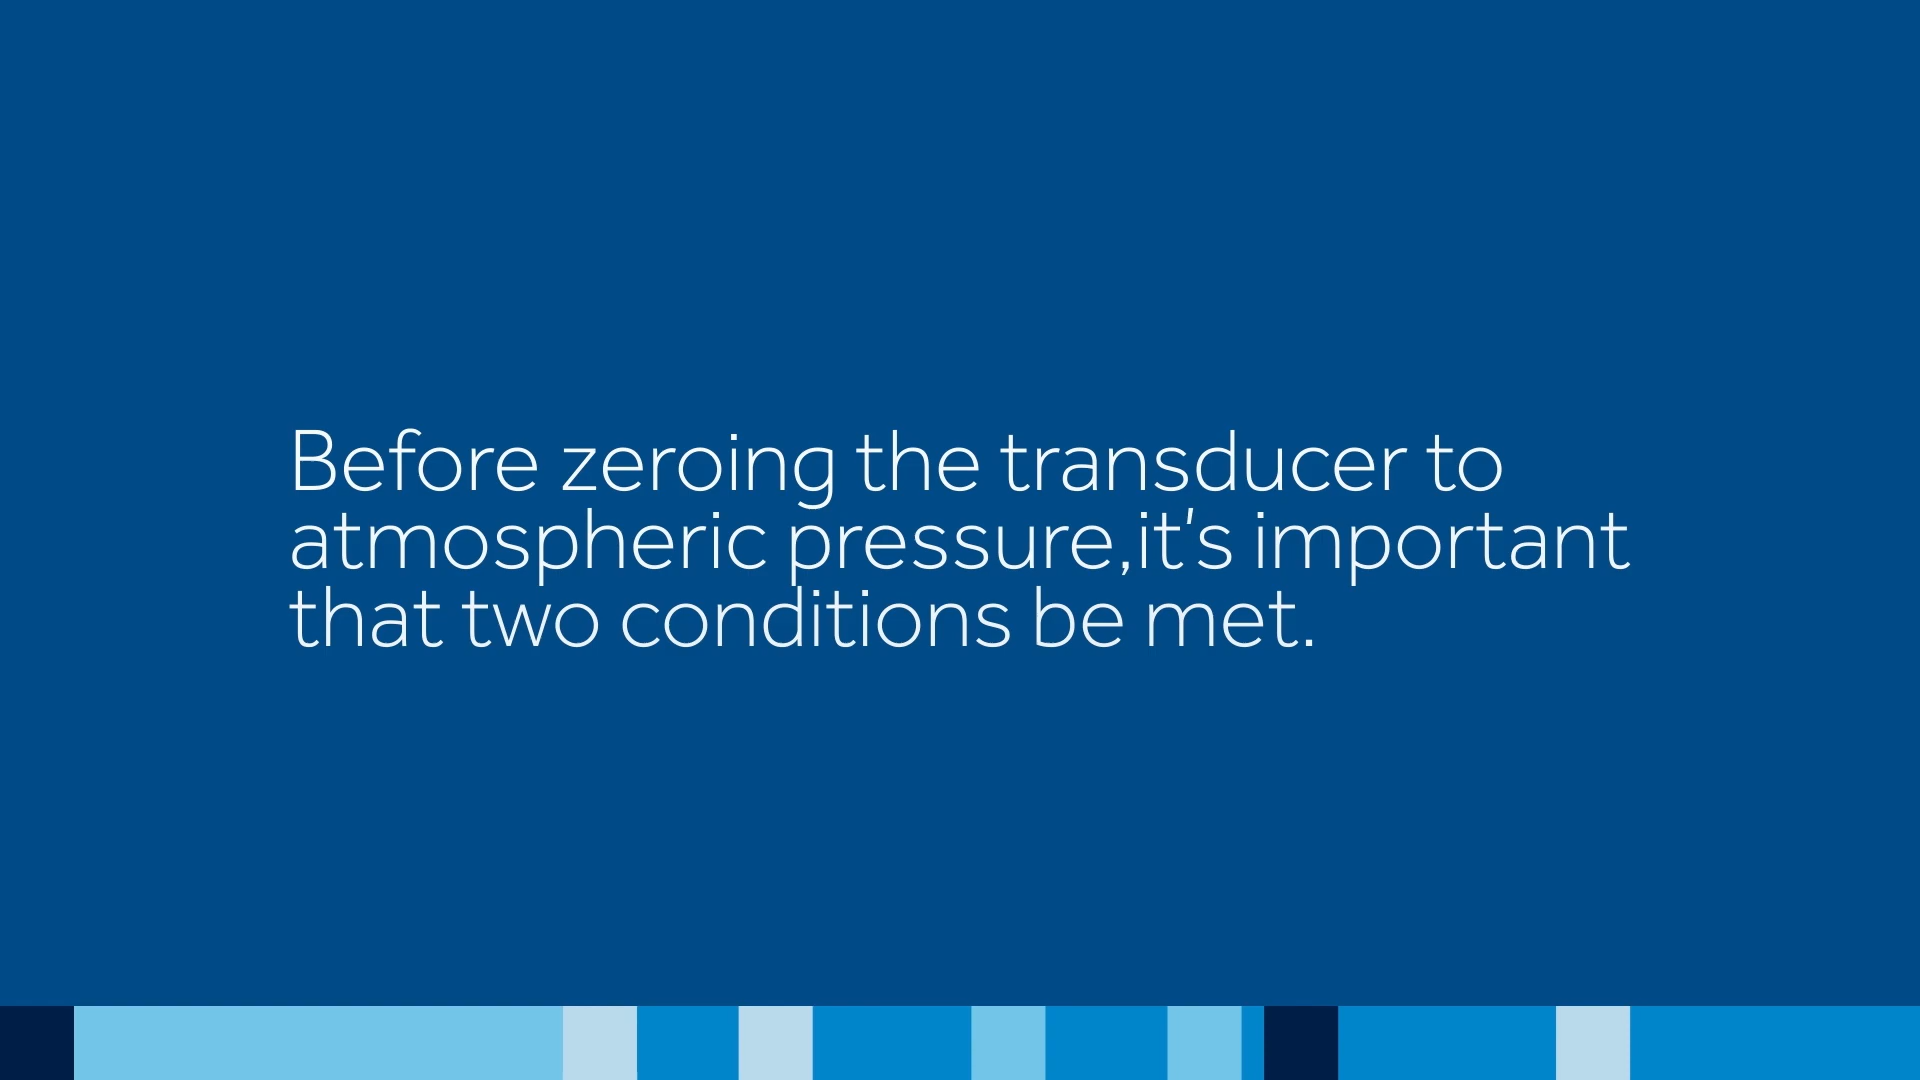 Before zeroing the transducer to
atmospheric pressure,it's important
that two conditions be met.